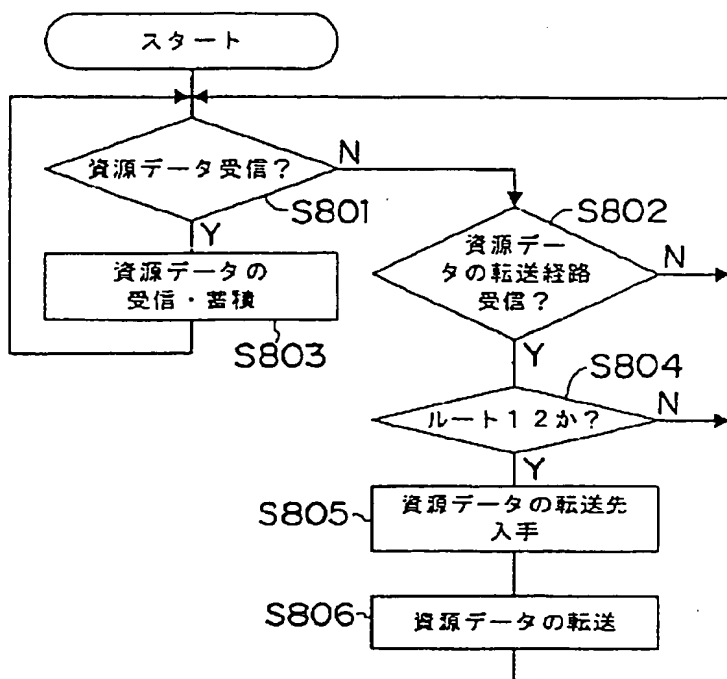 スタート
資源データ受信？
N
S801
Y
資源データの
受信・蓄積
S803
S802
資源デー
タの転送経路
受信？
N
Y
S804
ルート１２か？
N
Y
S805
資源データの転送先
入手
S806
資源データの転送